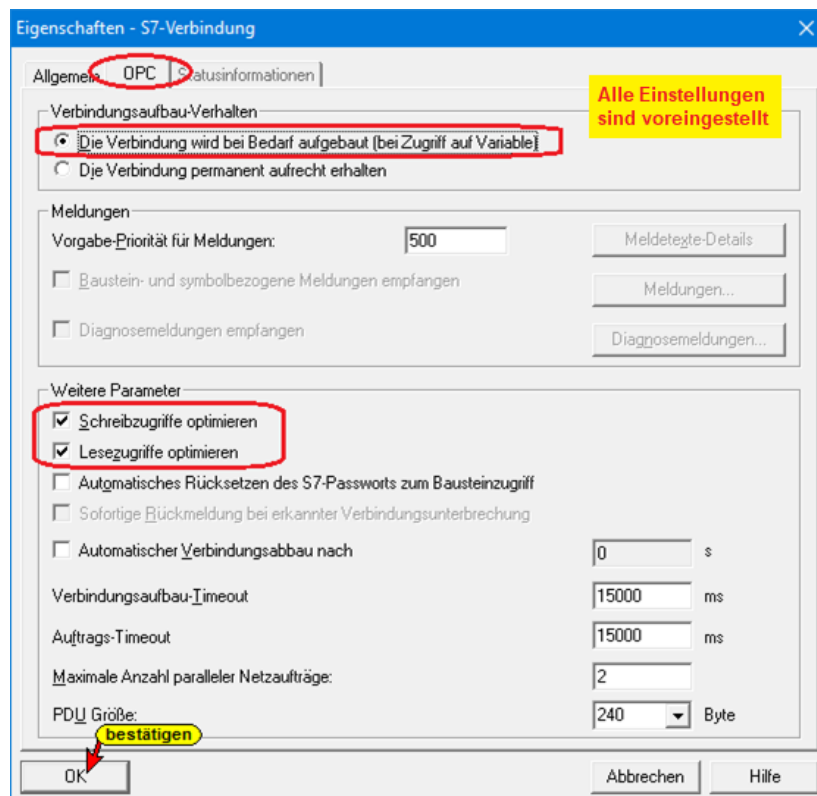 Eigenschaften - S7-Verbindung
Allgemein OPC Statusinformationen
Alle Einstellungen
sind voreingestellt
Verbindungsaufbau-Verhalten
Die Verbindung wird bei Bedarf aufgebaut (bei Zugriff auf Variable)
Die Verbindung permanent aufrecht erhalten
Meldungen
Vorgabe-Priorität für Meldungen: 500 Meldetexte-Details
Baustein- und symbolbezogene Meldungen empfangen
Meldungen...
Diagnosemeldungen empfangen
Diagnosemeldungen...
Weitere Parameter
Schreibzugriffe optimieren
Lesezugriffe optimieren
Automatisches Rücksetzen des S7-Passworts zum Bausteinzugriff
Sofortige Rückmeldung bei erkannter Verbindungsunterbrechung
Automatischer Verbindungsabbau nach 0 s
Verbindungsaufbau-Timeout 15000 ms
Auftrags-Timeout 15000 ms
Maximale Anzahl paralleler Netzaufträge: 2
PDU Größe: 240 Byte
bestätigen
OK Abbrechen Hilfe